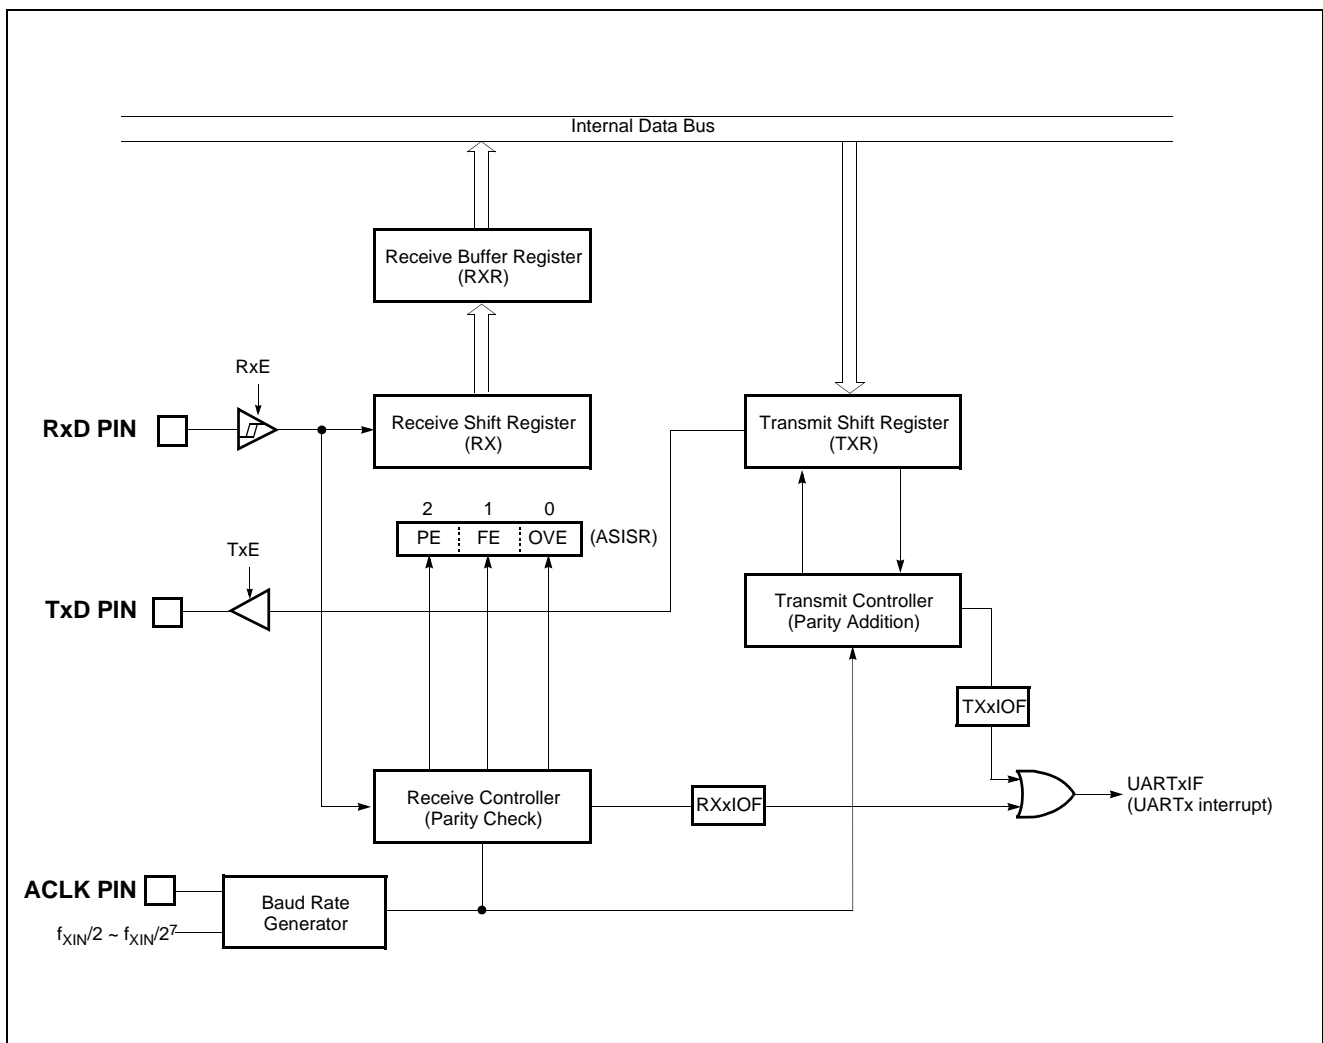 Internal Data Bus
Receive Buffer Register
(RXR)
RxE
RxD PIN
Receive Shift Register
(RX)
Transmit Shift Register
(TXR)
2 1 0
PE FE OVE (ASISR)
TxE
TxD PIN
Transmit Controller
(Parity Addition)
TXxIOF
Receive Controller
(Parity Check)
RXxIOF
UARTxIF
(UARTx interrupt)
ACLK PIN
Baud Rate
Generator
fXIN/2 ~ fXIN/2⁷